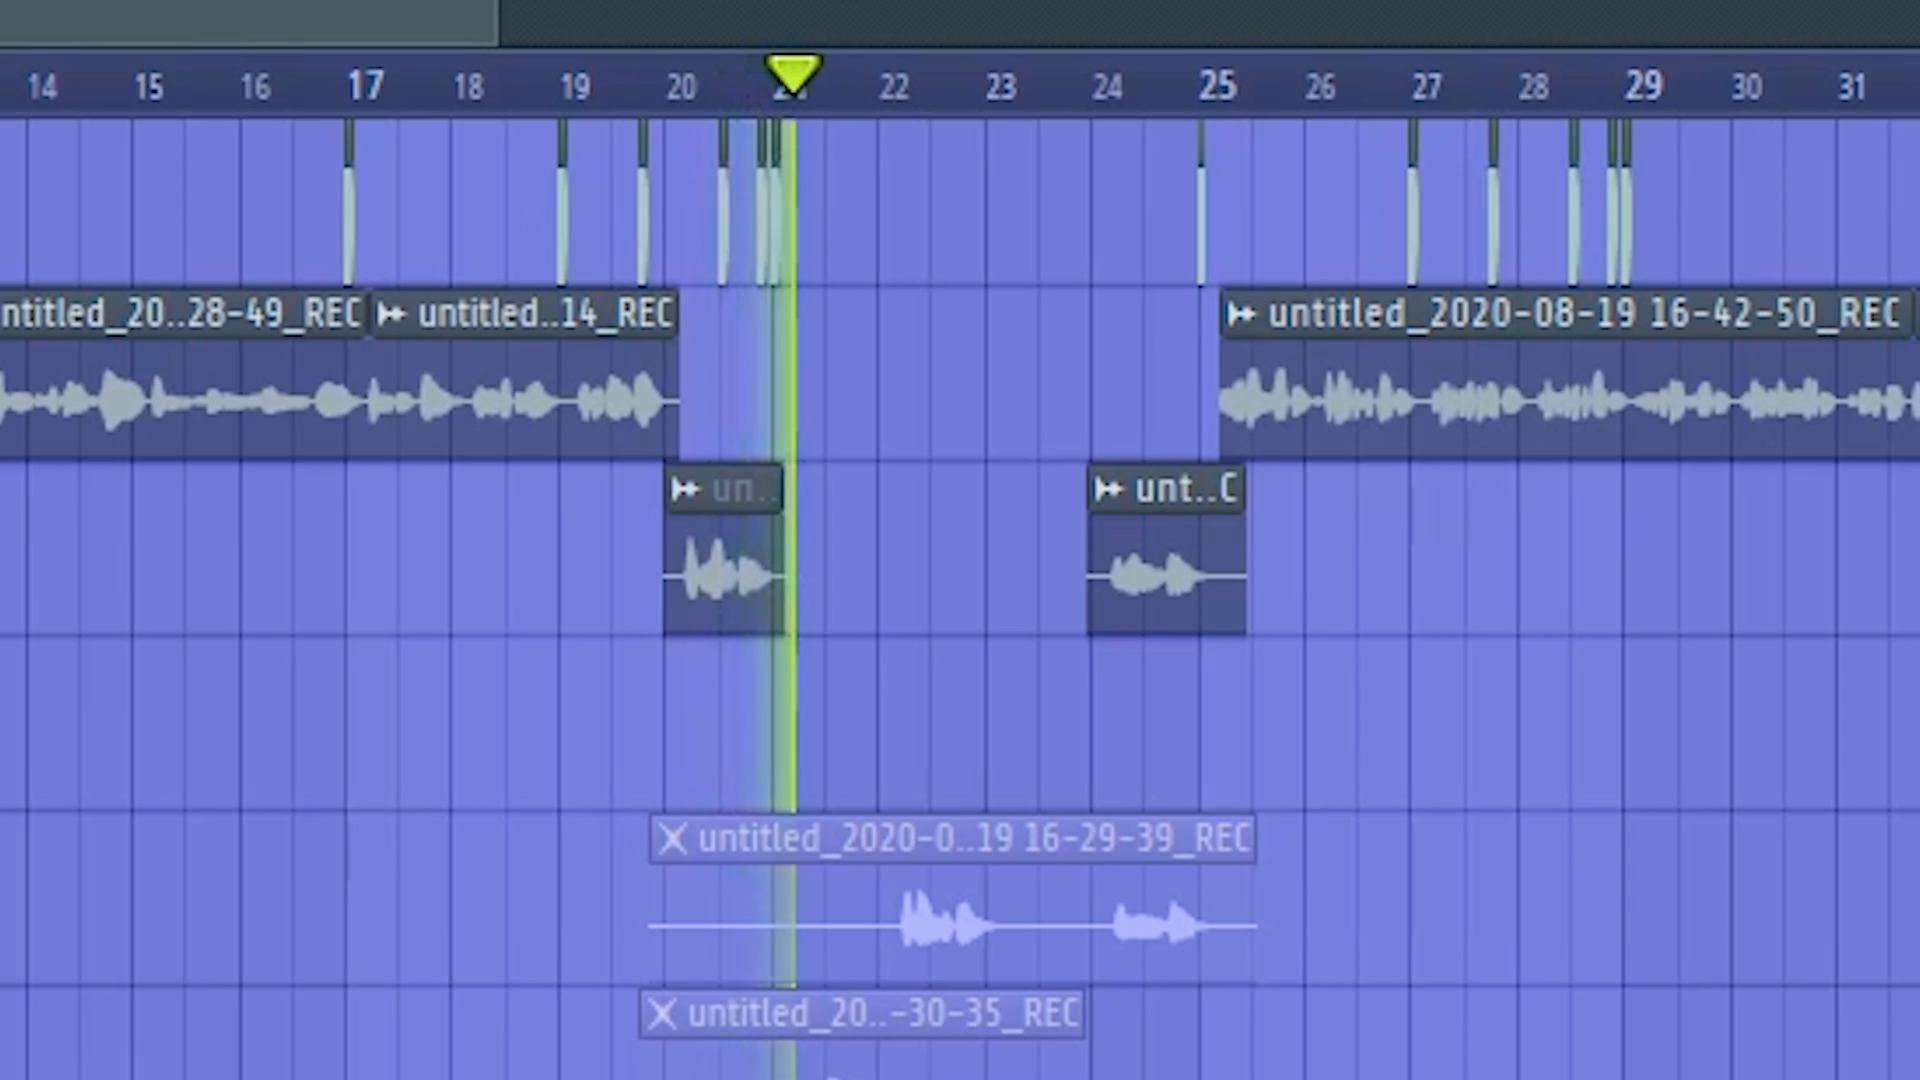 14 15 16 17 18 19 20 22 23 24 25 26 27 28 29 30 31
ntitled_20..28-49_REC untitled..14_REC untitled_2020-08-19 16-42-50_REC
un.. unt..C
untitled_2020-0..19 16-29-39_REC
untitled_20..-30-35_REC